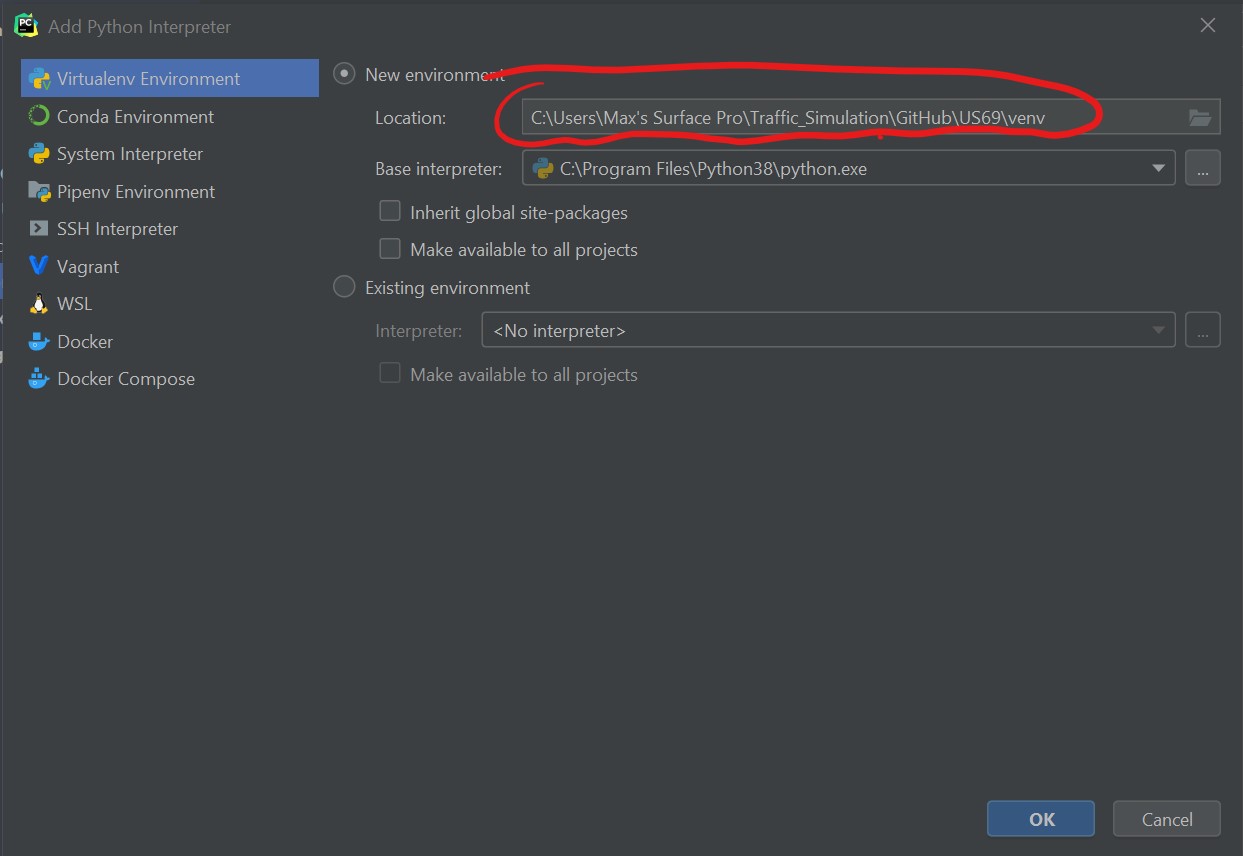 PC Add Python Interpreter
Virtualenv Environment
Conda Environment
System Interpreter
Pipenv Environment
SSH Interpreter
Vagrant
WSL
Docker
Docker Compose
New environment
Location: C:\Users\Max's Surface Pro\Traffic_Simulation\GitHub\US69\venv
Base interpreter: C:\Program Files\Python38\python.exe ...
Inherit global site-packages
Make available to all projects
Existing environment
Interpreter: <No interpreter> ...
Make available to all projects
OK Cancel